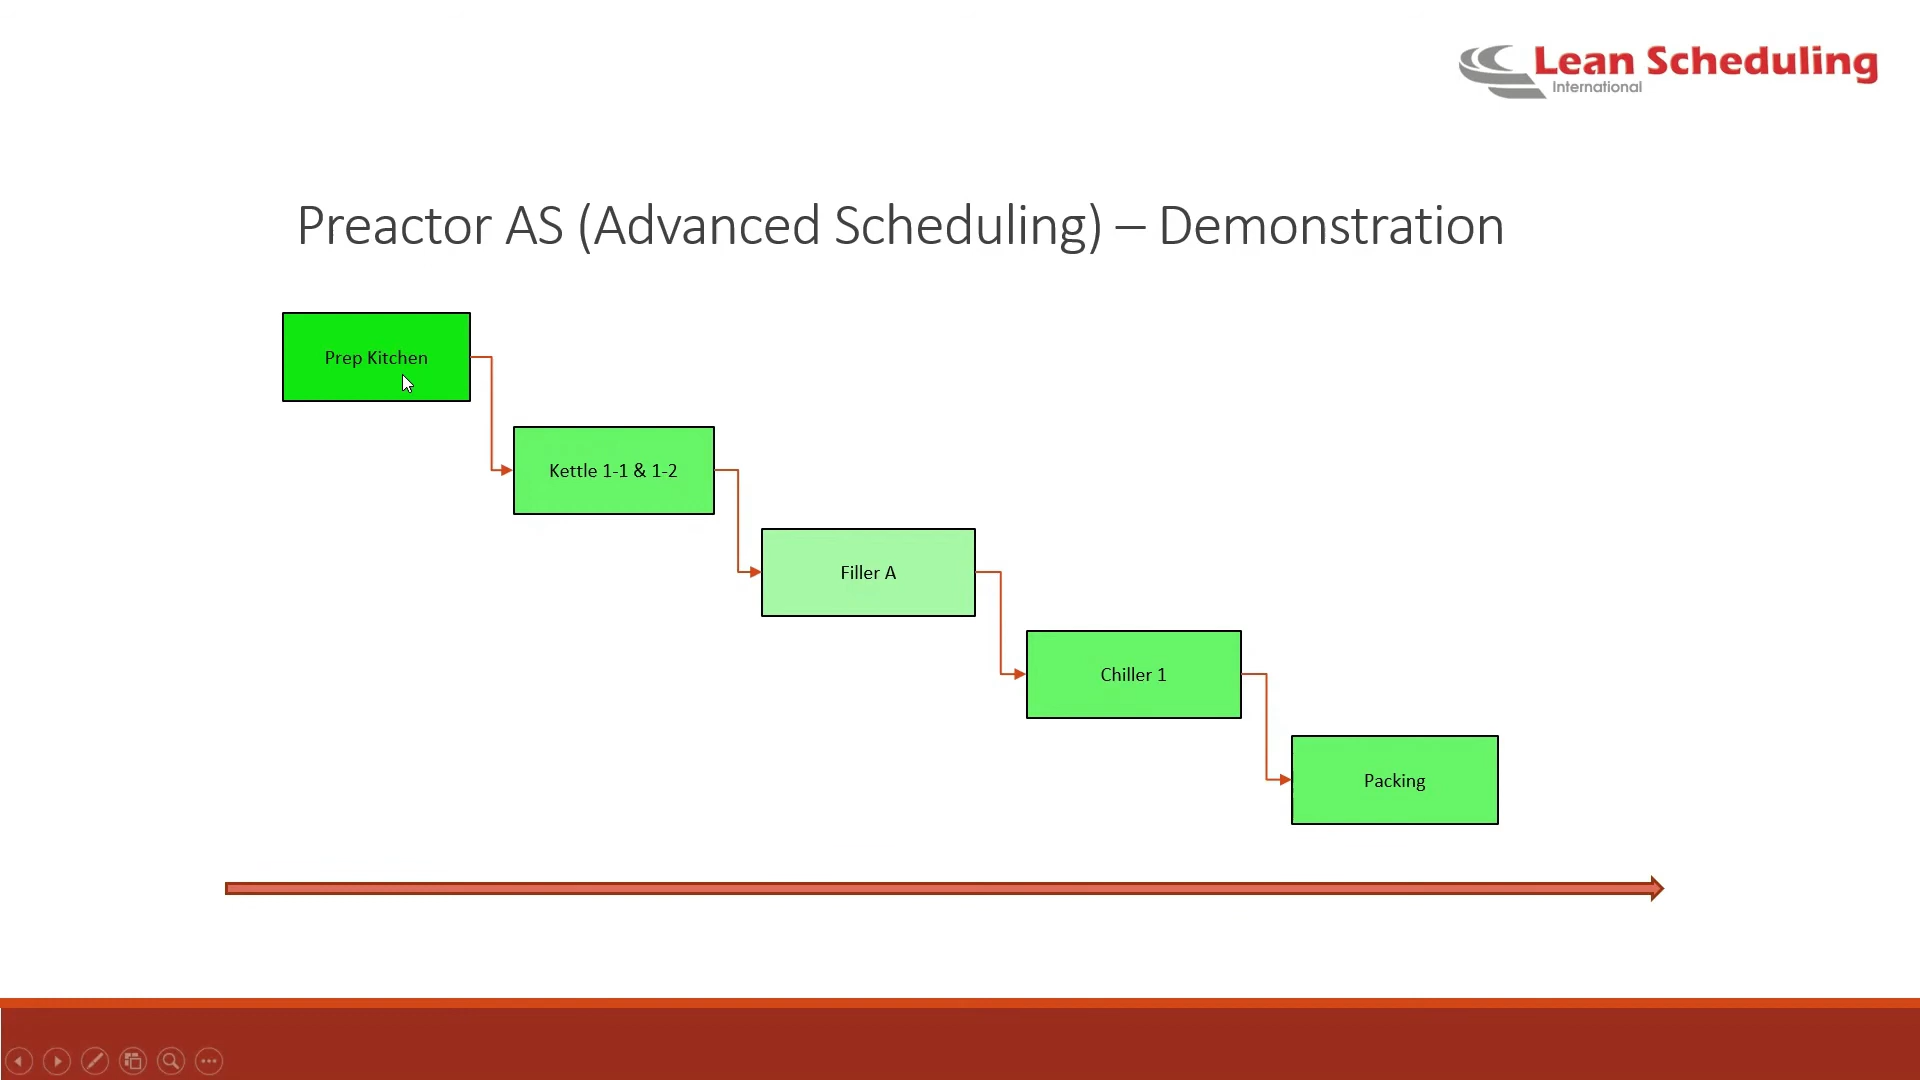 Lean Scheduling
International
Preactor AS (Advanced Scheduling) – Demonstration
Prep Kitchen
Kettle 1-1 & 1-2
Filler A
Chiller 1
Packing